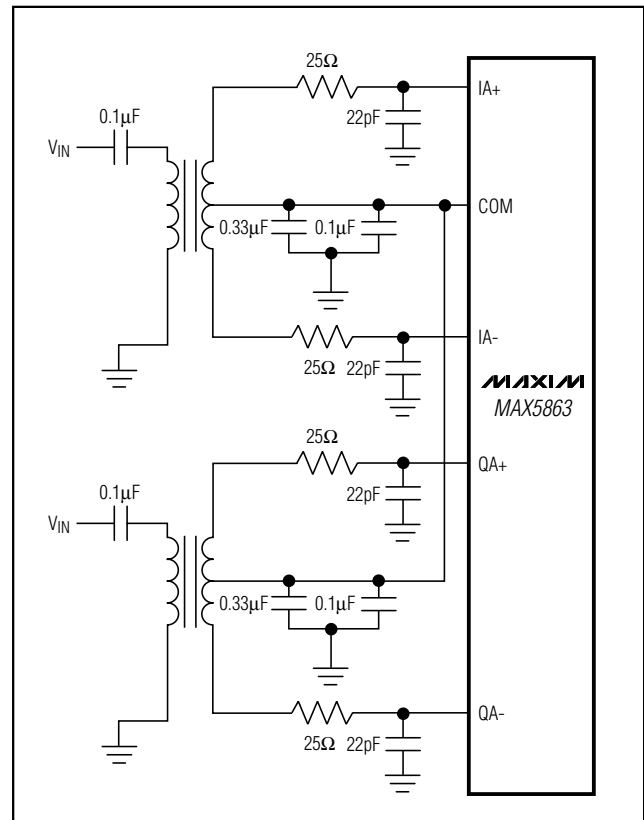 25Ω
IA+
0.1µF
22pF
VIN
COM
0.33µF
0.1µF
IA-
25Ω
22pF
MAXIM
MAX5863
25Ω
QA+
0.1µF
22pF
VIN
0.33µF
0.1µF
QA-
25Ω
22pF